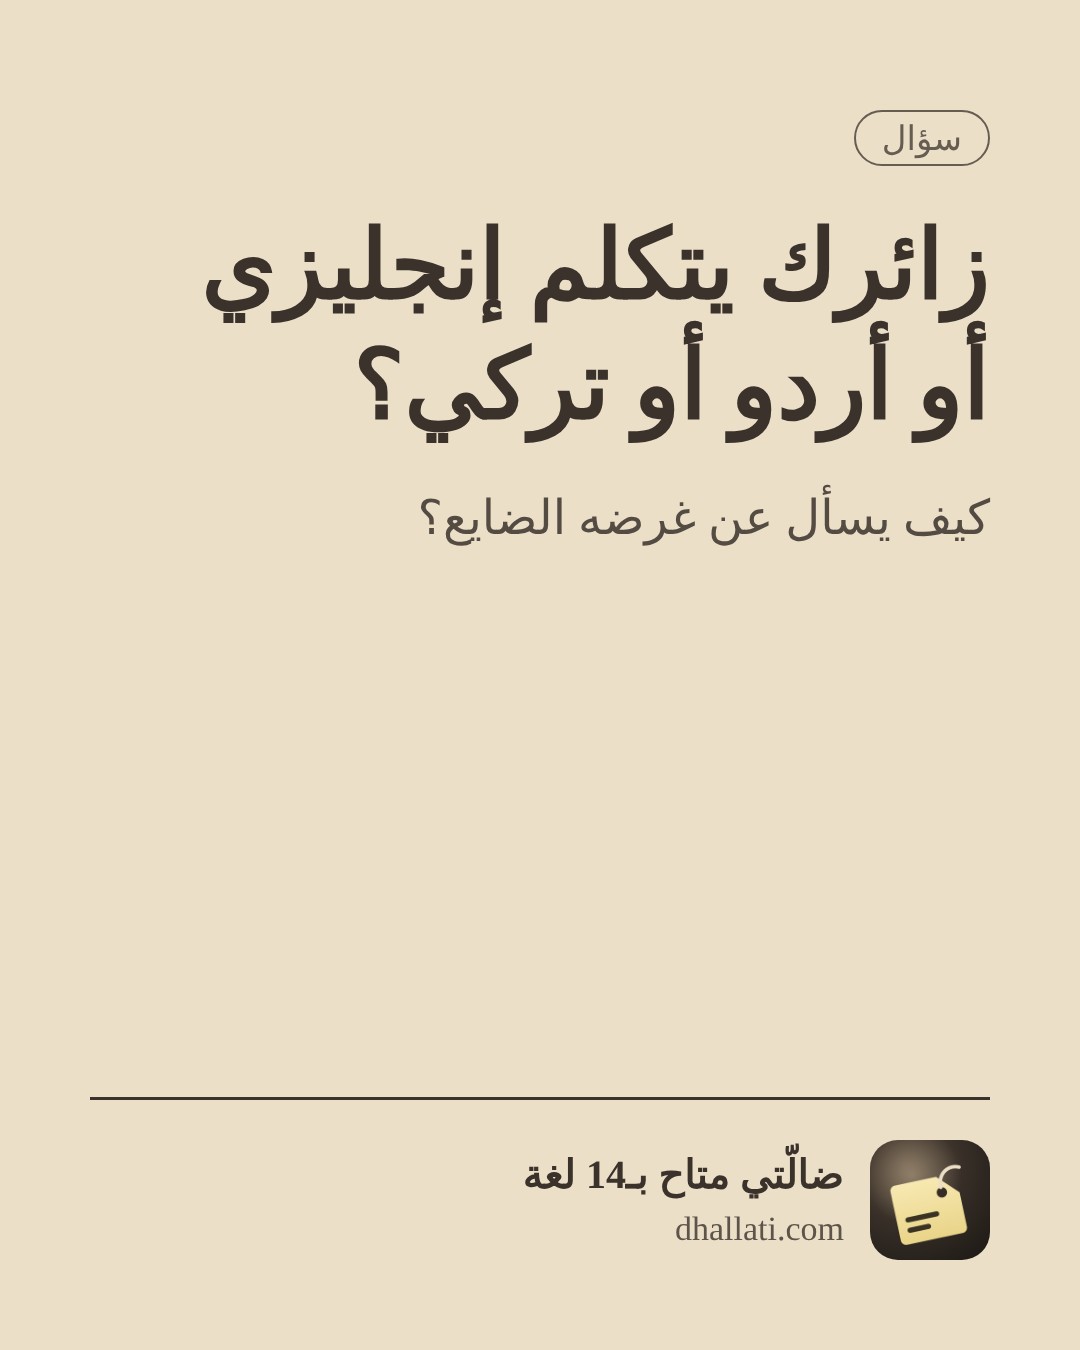 سؤال
زائرك يتكلم إنجليزي
أو أردو أو تركي؟
كيف يسأل عن غرضه الضايع؟
ضالّتي متاح بـ14 لغة
dhallati.com